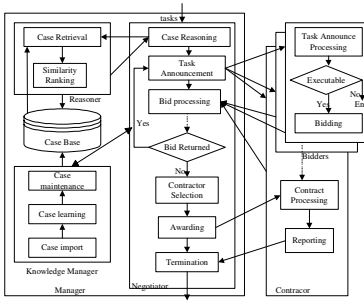 tasks
Case Retrieval
Similarity
Ranking
Reasoner
Case Base
Case
maintenance
Case learning
Case import
Knowledge Manager
Manager
Case Reasoning
Task
Announcement
Bid processing
Yes
Bid Returned
No
Contractor
Selection
Awarding
Termination
Negotiator
Task Announce
Processing
Executable
No
Yes
En
Bidding
Bidders
Contract
Processing
Reporting
Contracor